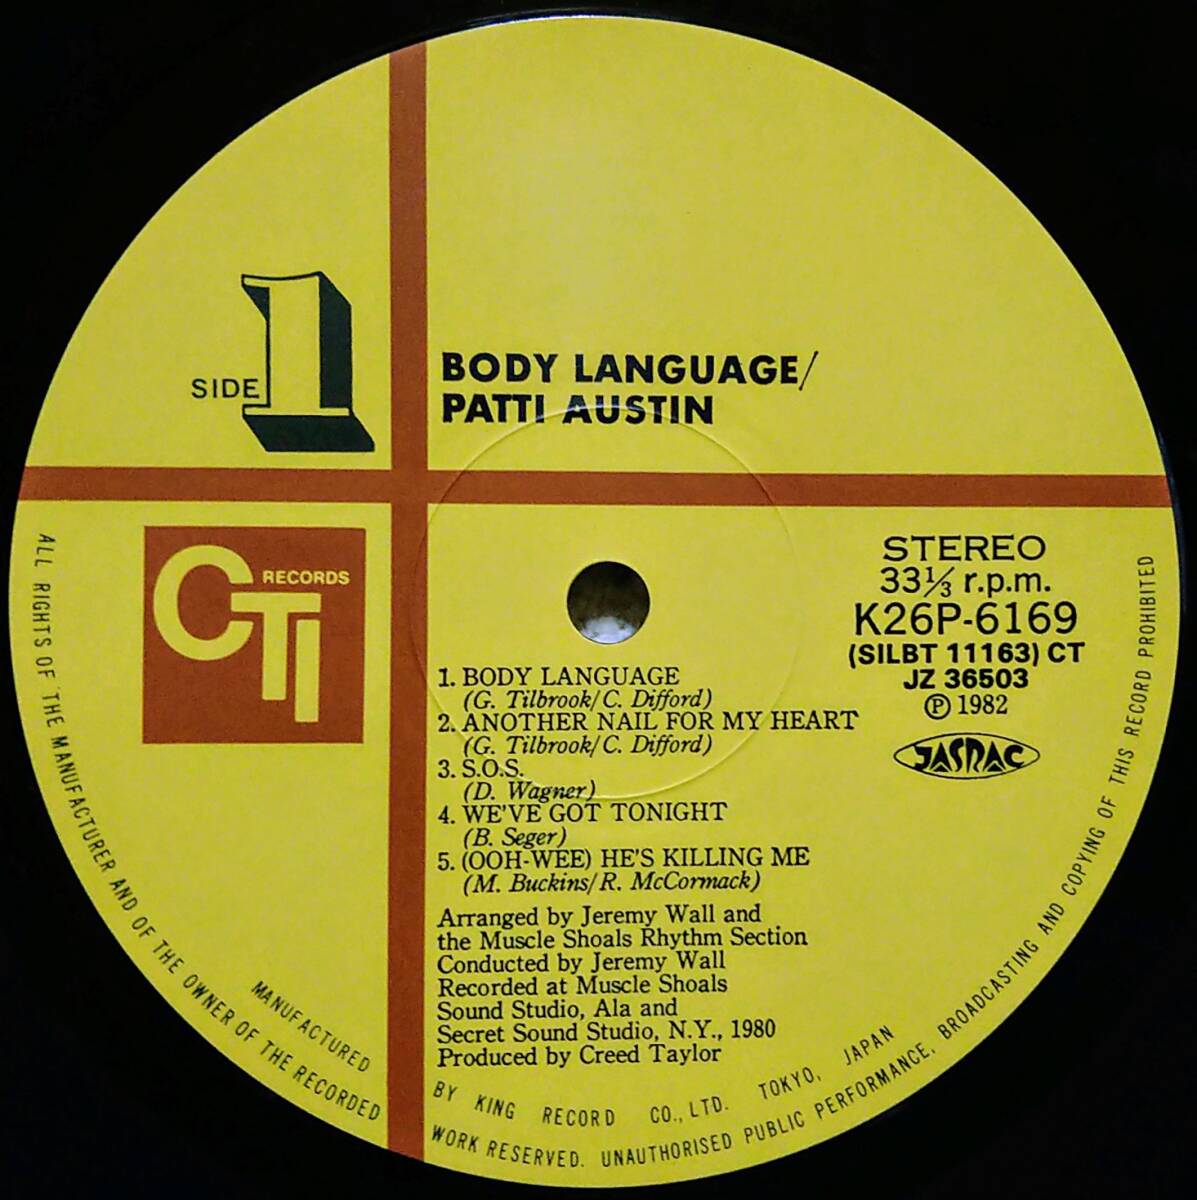 SIDE 1
BODY LANGUAGE/
PATTI AUSTIN
CTI RECORDS
STEREO
33⅓ r.p.m.
K26P-6169
(SILBT 11163) CT
JZ 36503
Ⓟ 1982
JASRAC
1. BODY LANGUAGE
(G. Tilbrook/C. Difford)
2. ANOTHER NAIL FOR MY HEART
(G. Tilbrook/C. Difford)
3. S.O.S.
(D. Wagner)
4. WE'VE GOT TONIGHT
(B. Seger)
5. (OOH-WEE) HE'S KILLING ME
(M. Buckins/R. McCormack)
Arranged by Jeremy Wall and
the Muscle Shoals Rhythm Section
Conducted by Jeremy Wall
Recorded at Muscle Shoals
Sound Studio, Ala and
Secret Sound Studio, N.Y., 1980
Produced by Creed Taylor
MANUFACTURED BY KING RECORD CO., LTD. TOKYO, JAPAN
ALL RIGHTS OF THE MANUFACTURER AND OF THE OWNER OF THE RECORDED WORK RESERVED. UNAUTHORISED PUBLIC PERFORMANCE, BROADCASTING AND COPYING OF THIS RECORD PROHIBITED